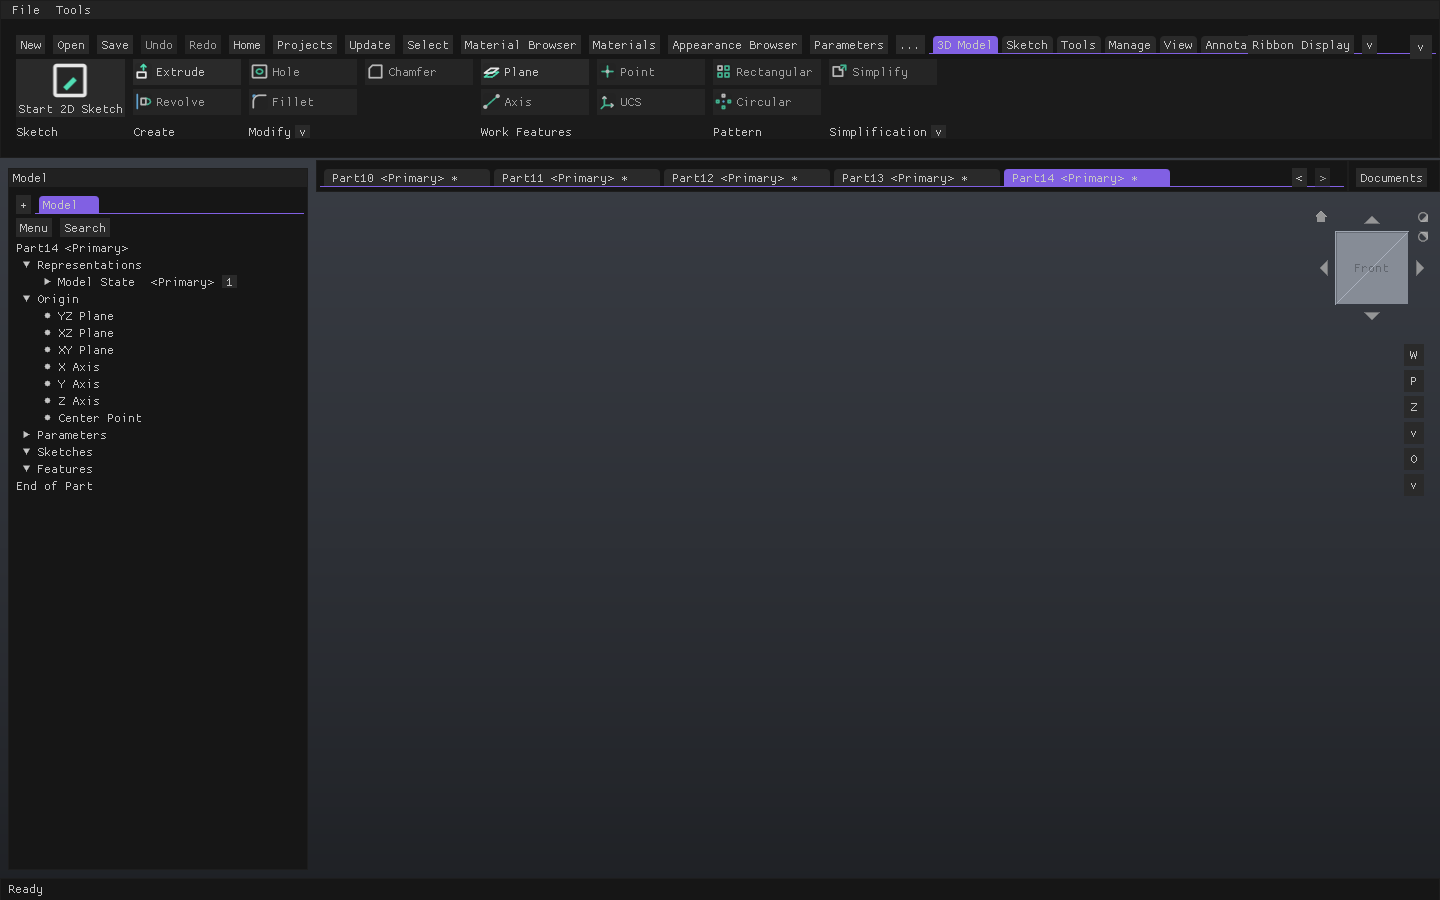 File Tools
New Open Save Undo Redo Home Projects Update Select Material Browser Materials Appearance Browser Parameters ... 3D Model Sketch Tools Manage View Annota Ribbon Display v v
Extrude Hole Chamfer Plane Point Rectangular Simplify
Start 2D Sketch Revolve Fillet Axis UCS Circular
Sketch Create Modify v Work Features Pattern Simplification v
Model
Part10 <Primary> * Part11 <Primary> * Part12 <Primary> * Part13 <Primary> * Part14 <Primary> * < > Documents
+ Model
Menu Search
Part14 <Primary>
Representations
Model State <Primary> 1
Origin
YZ Plane
XZ Plane
XY Plane
X Axis
Y Axis
Z Axis
Center Point
Parameters
Sketches
Features
End of Part
Front
W
P
Z
v
O
v
Ready